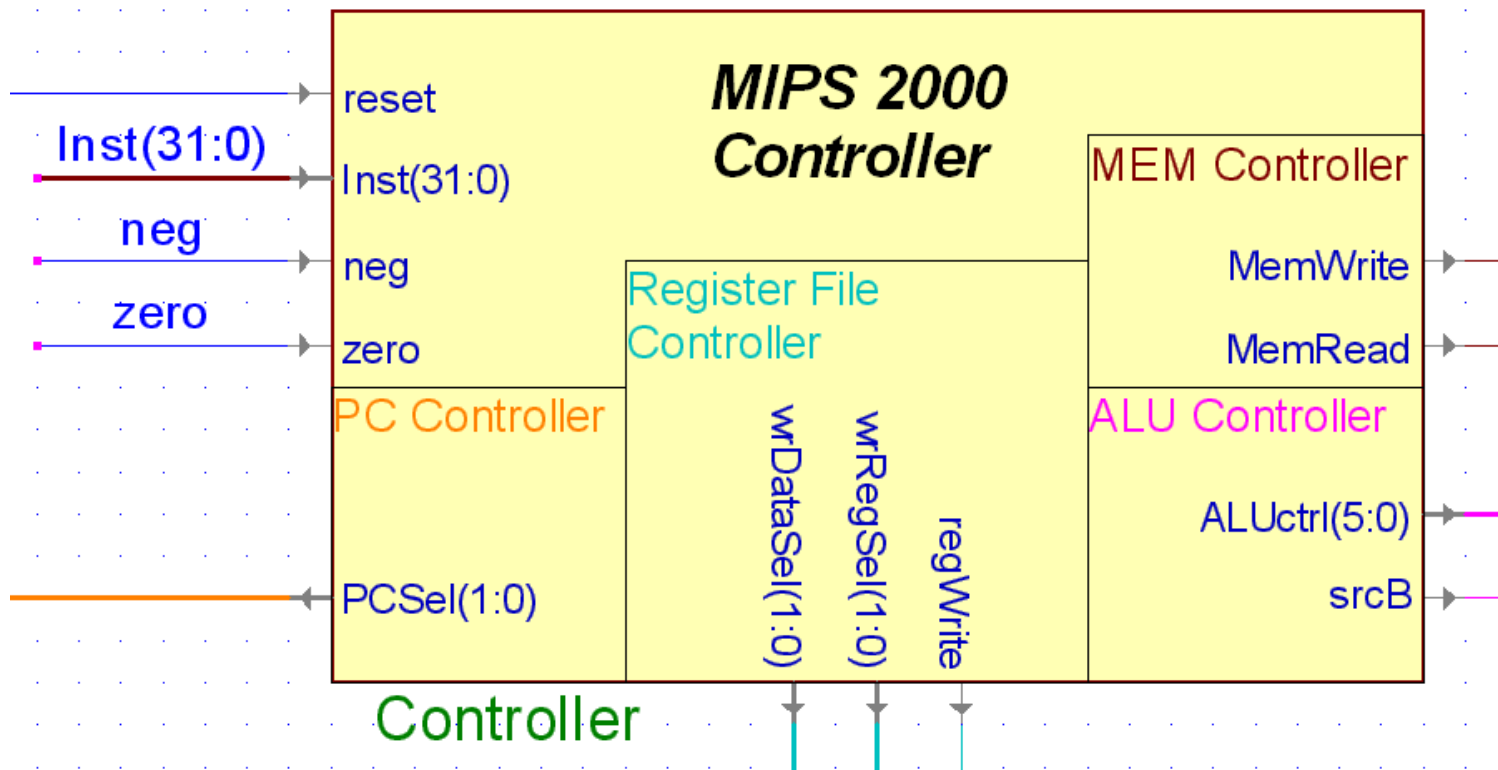 MIPS 2000
Controller
reset
Inst(31:0)
Inst(31:0)
neg
neg
zero
zero
MEM Controller
MemWrite
MemRead
Register File
Controller
wrDataSel(1:0)
wrRegSel(1:0)
regWrite
PC Controller
PCSel(1:0)
ALU Controller
ALUctrl(5:0)
srcB
Controller